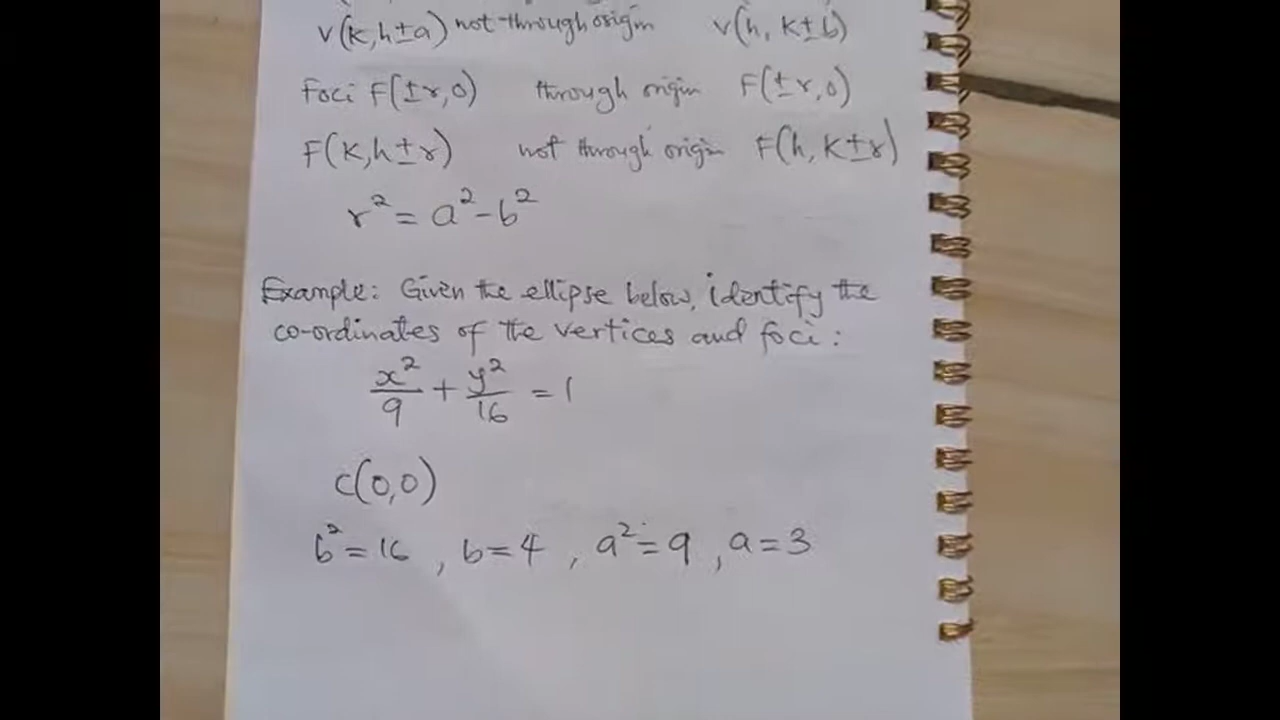 V(k, h±a) not through origin V(h, k±b)
Foci F(±r, 0) through origin F(±r, 0)
F(k, h±r) not through origin F(h, k±r)
r² = a² - b²
Example: Given the ellipse below, identify the
co-ordinates of the vertices and foci:
x²/9 + y²/16 = 1
C(0,0)
b² = 16, b = 4, a² = 9, a = 3